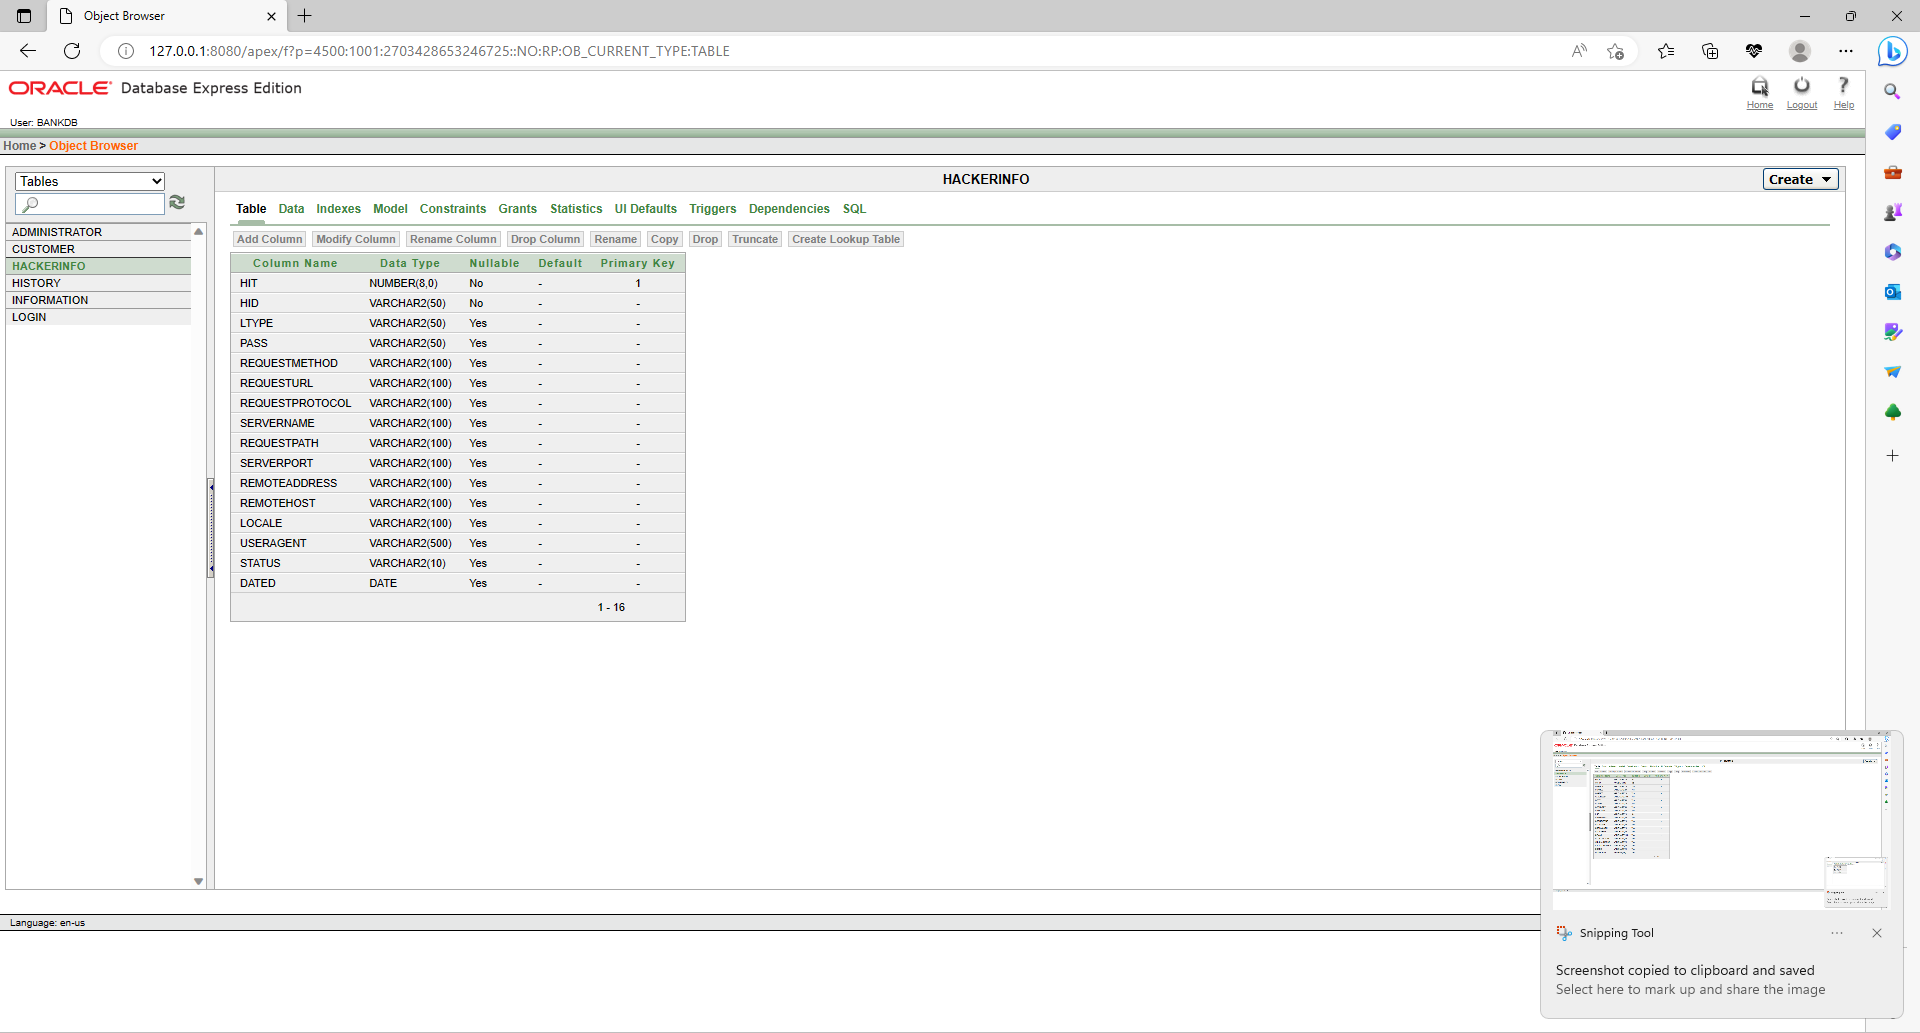 Object Browser
127.0.0.1:8080/apex/f?p=4500:1001:2703428653246725::NO:RP:OB_CURRENT_TYPE:TABLE
ORACLE Database Express Edition
Home Logout Help
User: BANKDB
Home > Object Browser
Tables
HACKERINFO
Create
Table Data Indexes Model Constraints Grants Statistics UI Defaults Triggers Dependencies SQL
ADMINISTRATOR
CUSTOMER
HACKERINFO
HISTORY
INFORMATION
LOGIN
Add Column Modify Column Rename Column Drop Column Rename Copy Drop Truncate Create Lookup Table
Column Name Data Type Nullable Default Primary Key
HIT NUMBER(8,0) No - 1
HID VARCHAR2(50) No - -
LTYPE VARCHAR2(50) Yes - -
PASS VARCHAR2(50) Yes - -
REQUESTMETHOD VARCHAR2(100) Yes - -
REQUESTURL VARCHAR2(100) Yes - -
REQUESTPROTOCOL VARCHAR2(100) Yes - -
SERVERNAME VARCHAR2(100) Yes - -
REQUESTPATH VARCHAR2(100) Yes - -
SERVERPORT VARCHAR2(100) Yes - -
REMOTEADDRESS VARCHAR2(100) Yes - -
REMOTEHOST VARCHAR2(100) Yes - -
LOCALE VARCHAR2(100) Yes - -
USERAGENT VARCHAR2(500) Yes - -
STATUS VARCHAR2(10) Yes - -
DATED DATE Yes - -
1 - 16
Language: en-us
Snipping Tool
Screenshot copied to clipboard and saved
Select here to mark up and share the image